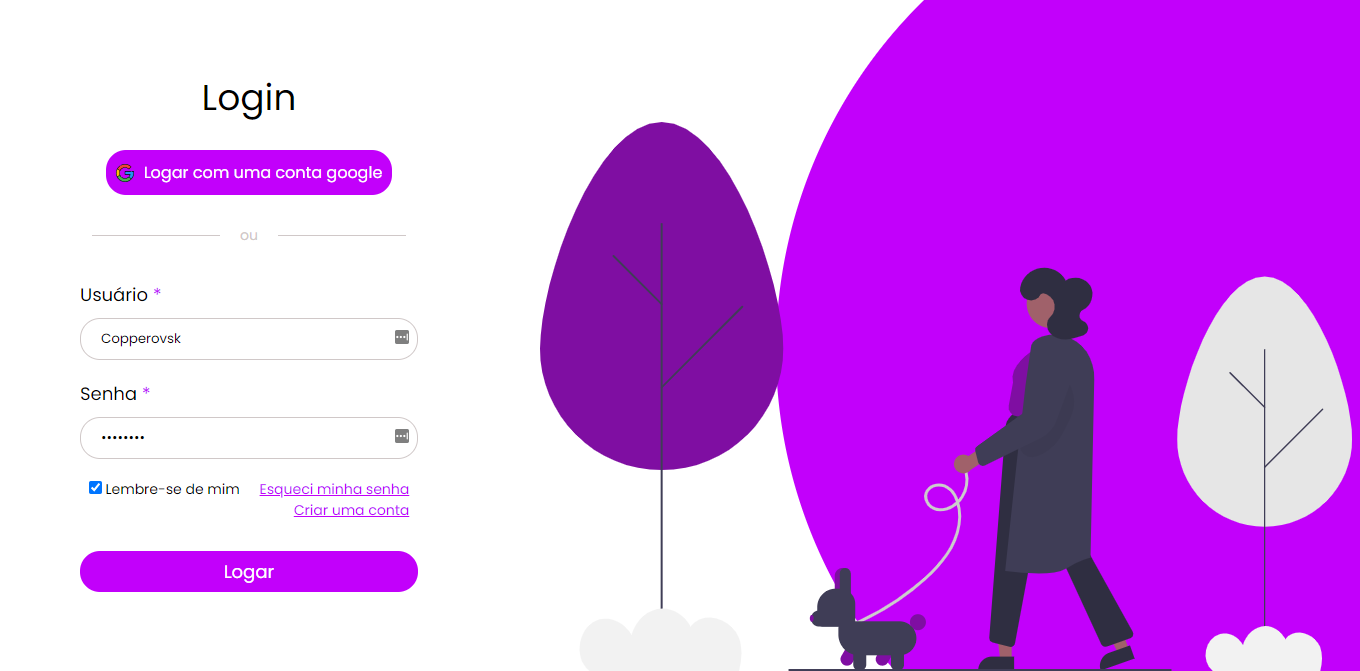 Login
Logar com uma conta google
ou
Usuário *
Copperovsk
Senha *
••••••••
Lembre-se de mim
Esqueci minha senha
Criar uma conta
Logar